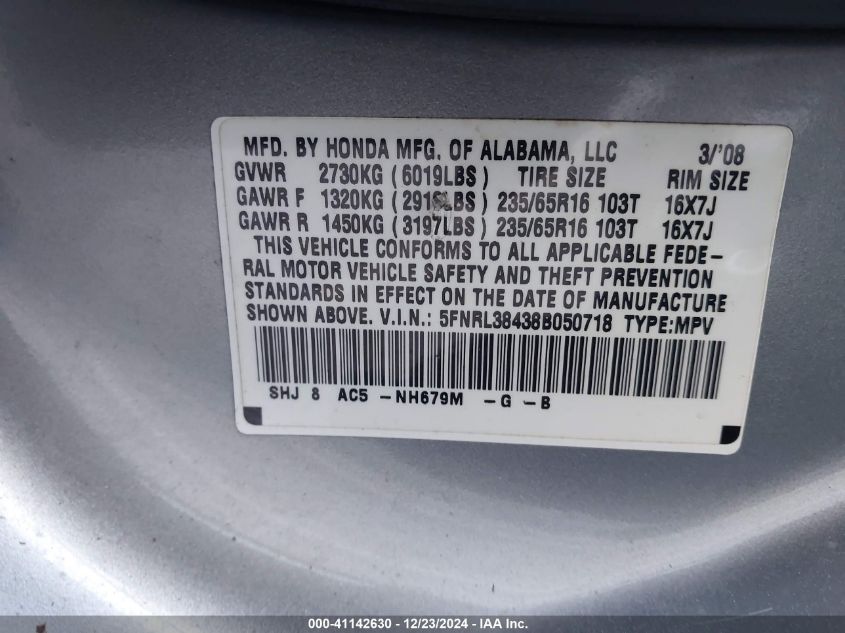 MFD. BY HONDA MFG. OF ALABAMA, LLC 3/'08
GVWR 2730KG (6019LBS) TIRE SIZE RIM SIZE
GAWR F 1320KG 235/65R16 103T 16X7J
GAWR R 1450KG (3197LBS) 235/65R16 103T 16X7J
THIS VEHICLE CONFORMS TO ALL APPLICABLE FEDE-
RAL MOTOR VEHICLE SAFETY AND THEFT PREVENTION
STANDARDS IN EFFECT ON THE DATE OF MANUFACTURE
SHOWN ABOVE. V.I.N.: 5FNRL38438B050718 TYPE:MPV
SHJ 8 AC5 -NH679M -G -B
000-41142630 - 12/23/2024 - IAA Inc.